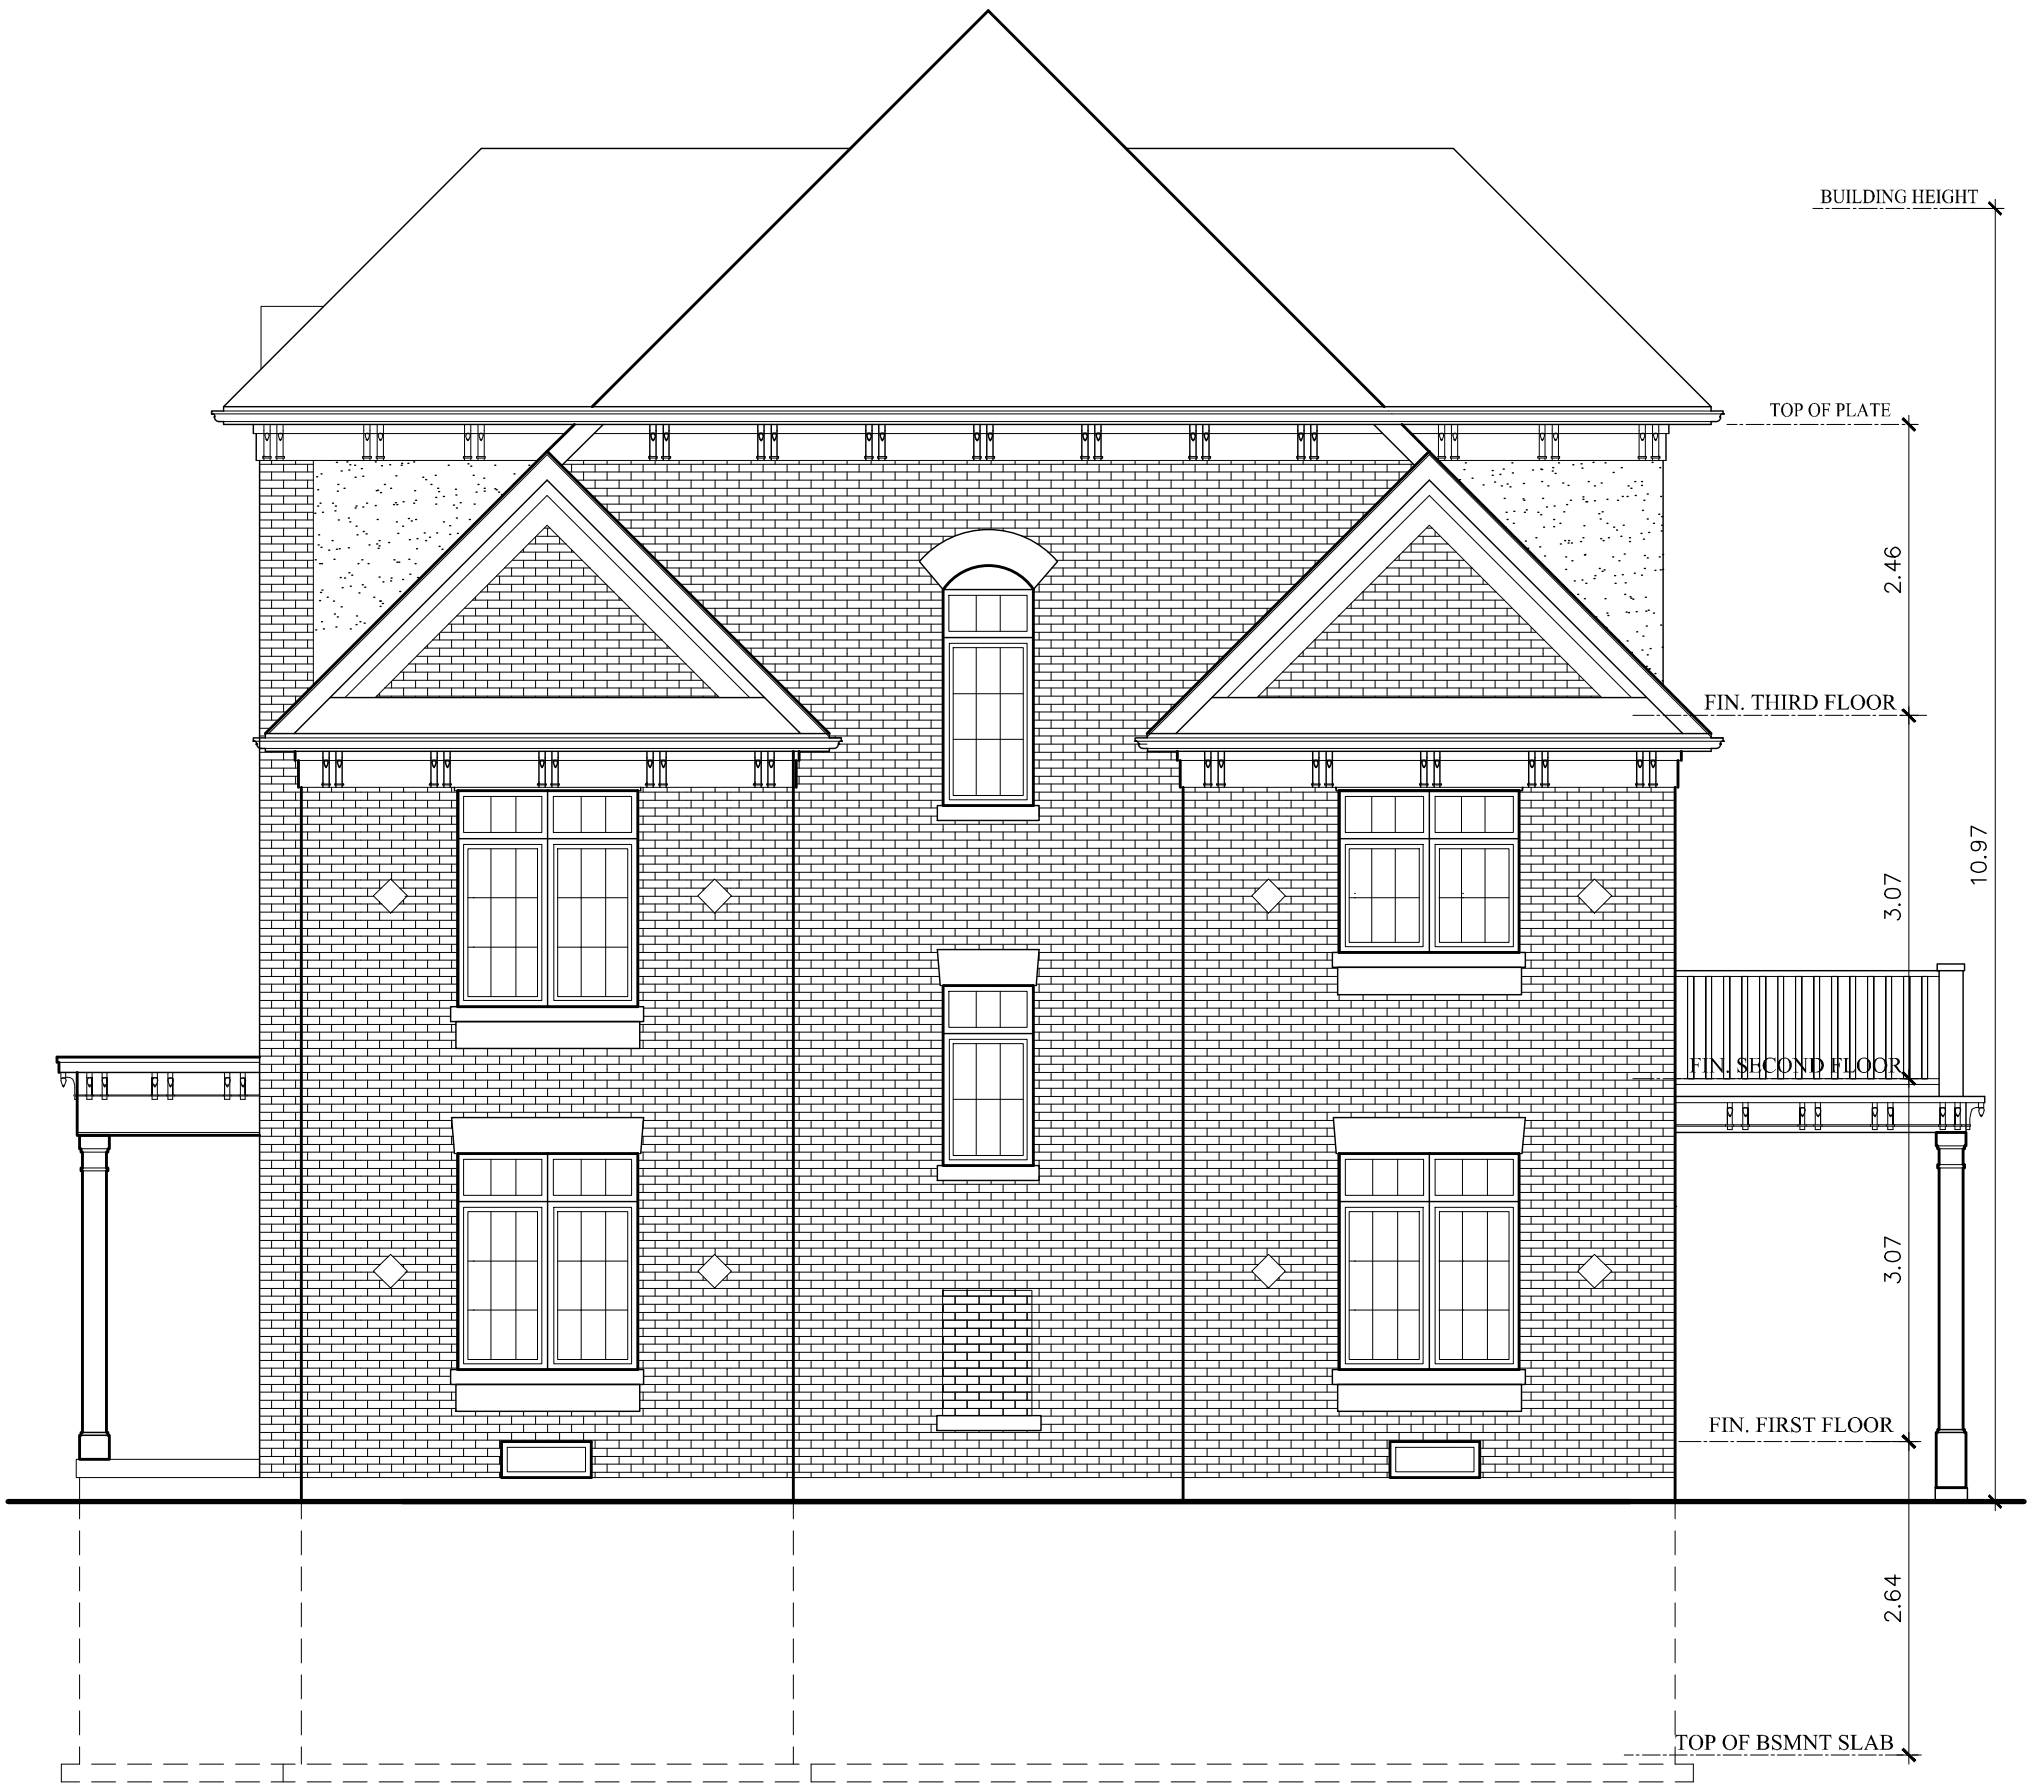 BUILDING HEIGHT
TOP OF PLATE
2.46
FIN. THIRD FLOOR
10.97
3.07
FIN. SECOND FLOOR
3.07
FIN. FIRST FLOOR
2.64
TOP OF BSMNT SLAB